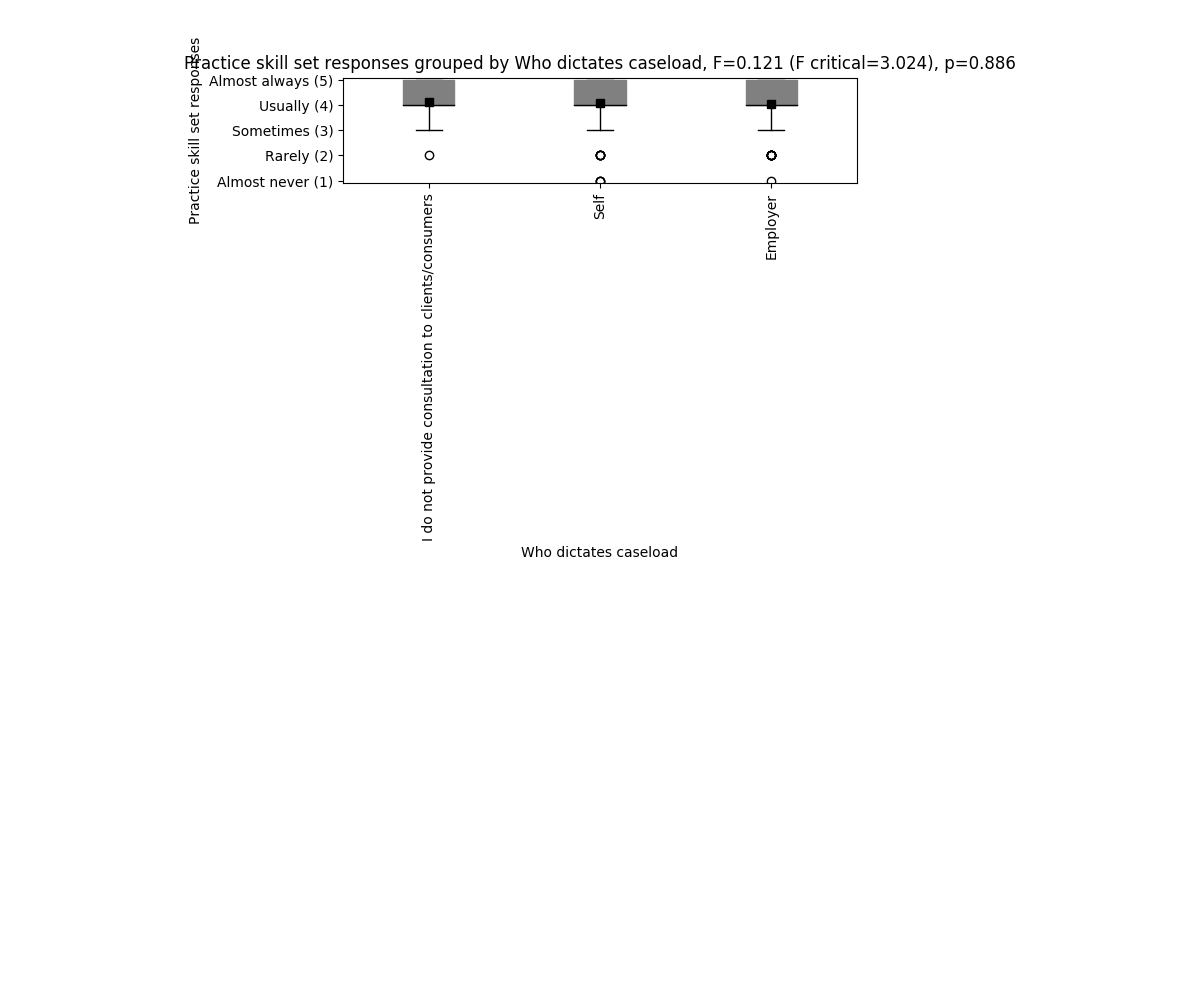 Practice skill set responses grouped by Who dictates caseload, F=0.121 (F critical=3.024), p=0.886
Practice skill set responses
Almost always (5)
Usually (4)
Sometimes (3)
Rarely (2)
Almost never (1)
I do not provide consultation to clients/consumers
Self
Employer
Who dictates caseload